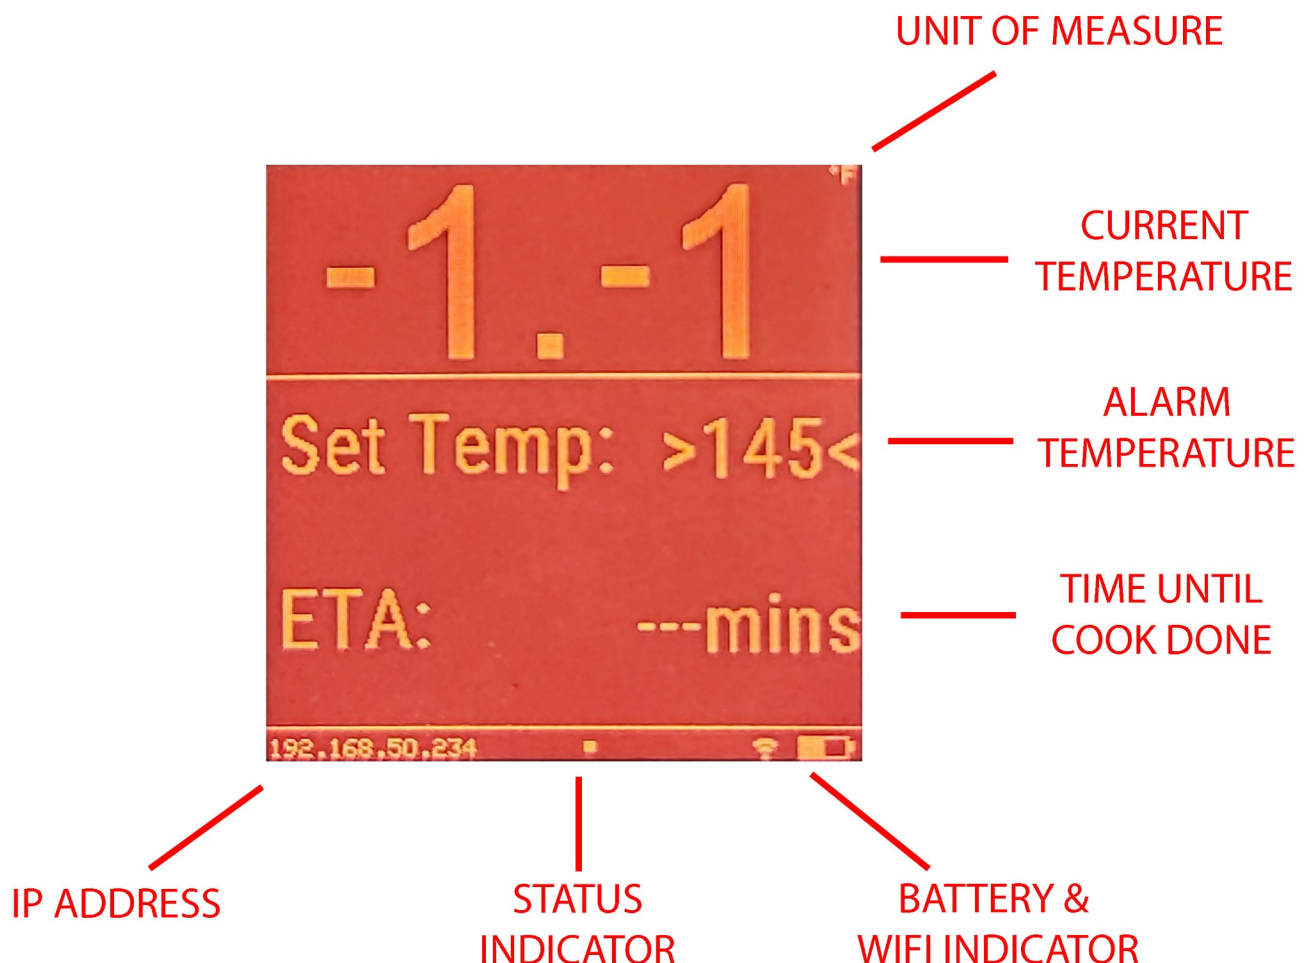 UNIT OF MEASURE
°F
-1.-1
CURRENT
TEMPERATURE
Set Temp: >145<
ALARM
TEMPERATURE
ETA: ---mins
TIME UNTIL
COOK DONE
192.168.50.234
IP ADDRESS
STATUS
INDICATOR
BATTERY &
WIFI INDICATOR